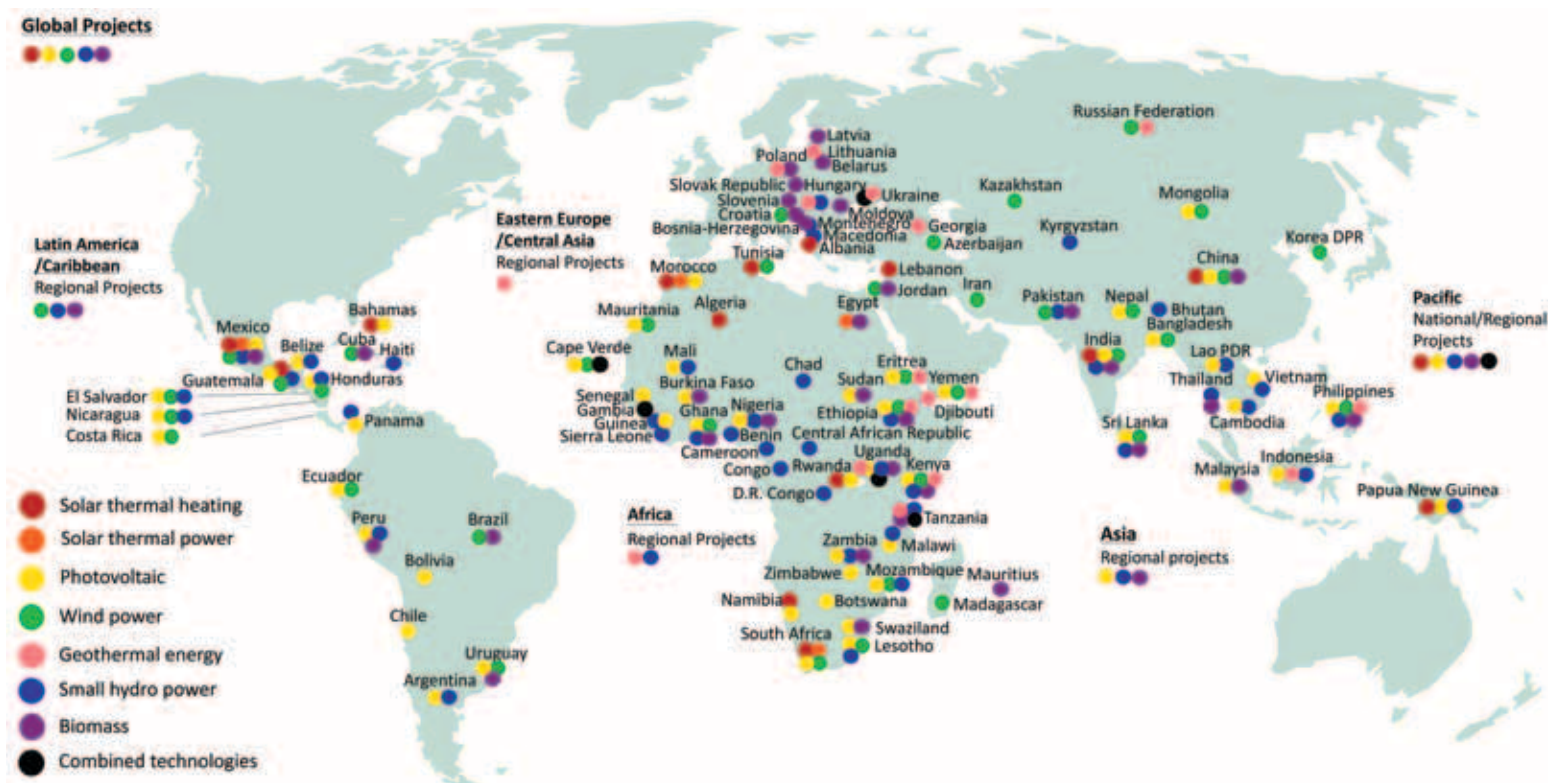 Global Projects
Russian Federation
Latvia
Lithuania
Poland
Belarus
Slovak Republic
Hungary
Ukraine
Kazakhstan
Mongolia
Slovenia
Croatia
Moldova
Bosnia-Herzegovina
Montenegro
Georgia
Kyrgyzstan
Macedonia
Azerbaijan
Albania
Korea DPR
Eastern Europe
/Central Asia
Regional Projects
Latin America
/Caribbean
Regional Projects
Tunisia
Morocco
Lebanon
China
Jordan
Iran
Algeria
Egypt
Pakistan
Nepal
Bhutan
Bangladesh
Pacific
National/Regional
Projects
Bahamas
Mauritania
Mexico
Cuba
Belize
Haiti
Cape Verde
Mali
Chad
Eritrea
India
Lao PDR
Guatemala
Honduras
Burkina Faso
Sudan
Yemen
Thailand
Vietnam
Philippines
El Salvador
Senegal
Gambia
Ghana
Nigeria
Ethiopia
Djibouti
Nicaragua
Panama
Guinea
Sri Lanka
Cambodia
Costa Rica
Sierra Leone
Benin
Central African Republic
Cameroon
Uganda
Indonesia
Congo
Rwanda
Kenya
Malaysia
Ecuador
D.R. Congo
Papua New Guinea
Solar thermal heating
Peru
Brazil
Africa
Regional Projects
Tanzania
Asia
Regional projects
Solar thermal power
Zambia
Malawi
Bolivia
Zimbabwe
Mozambique
Mauritius
Photovoltaic
Namibia
Botswana
Madagascar
Wind power
Chile
South Africa
Swaziland
Lesotho
Geothermal energy
Uruguay
Argentina
Small hydro power
Biomass
Combined technologies